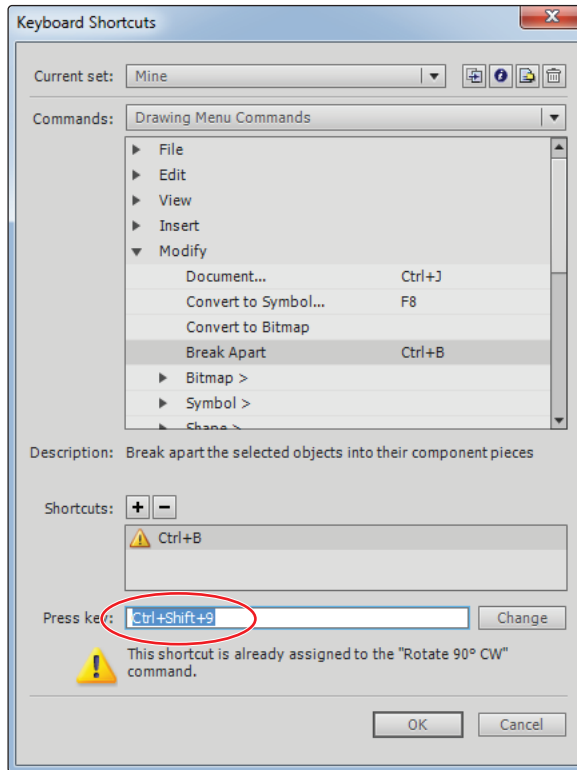 Keyboard Shortcuts
Current set: Mine
Commands: Drawing Menu Commands
File
Edit
View
Insert
Modify
Document... Ctrl+J
Convert to Symbol... F8
Convert to Bitmap
Break Apart Ctrl+B
Bitmap >
Symbol >
Shape >
Description: Break apart the selected objects into their component pieces
Shortcuts: + −
Ctrl+B
Press key: Ctrl+Shift+9 Change
This shortcut is already assigned to the "Rotate 90° CW"
command.
OK Cancel